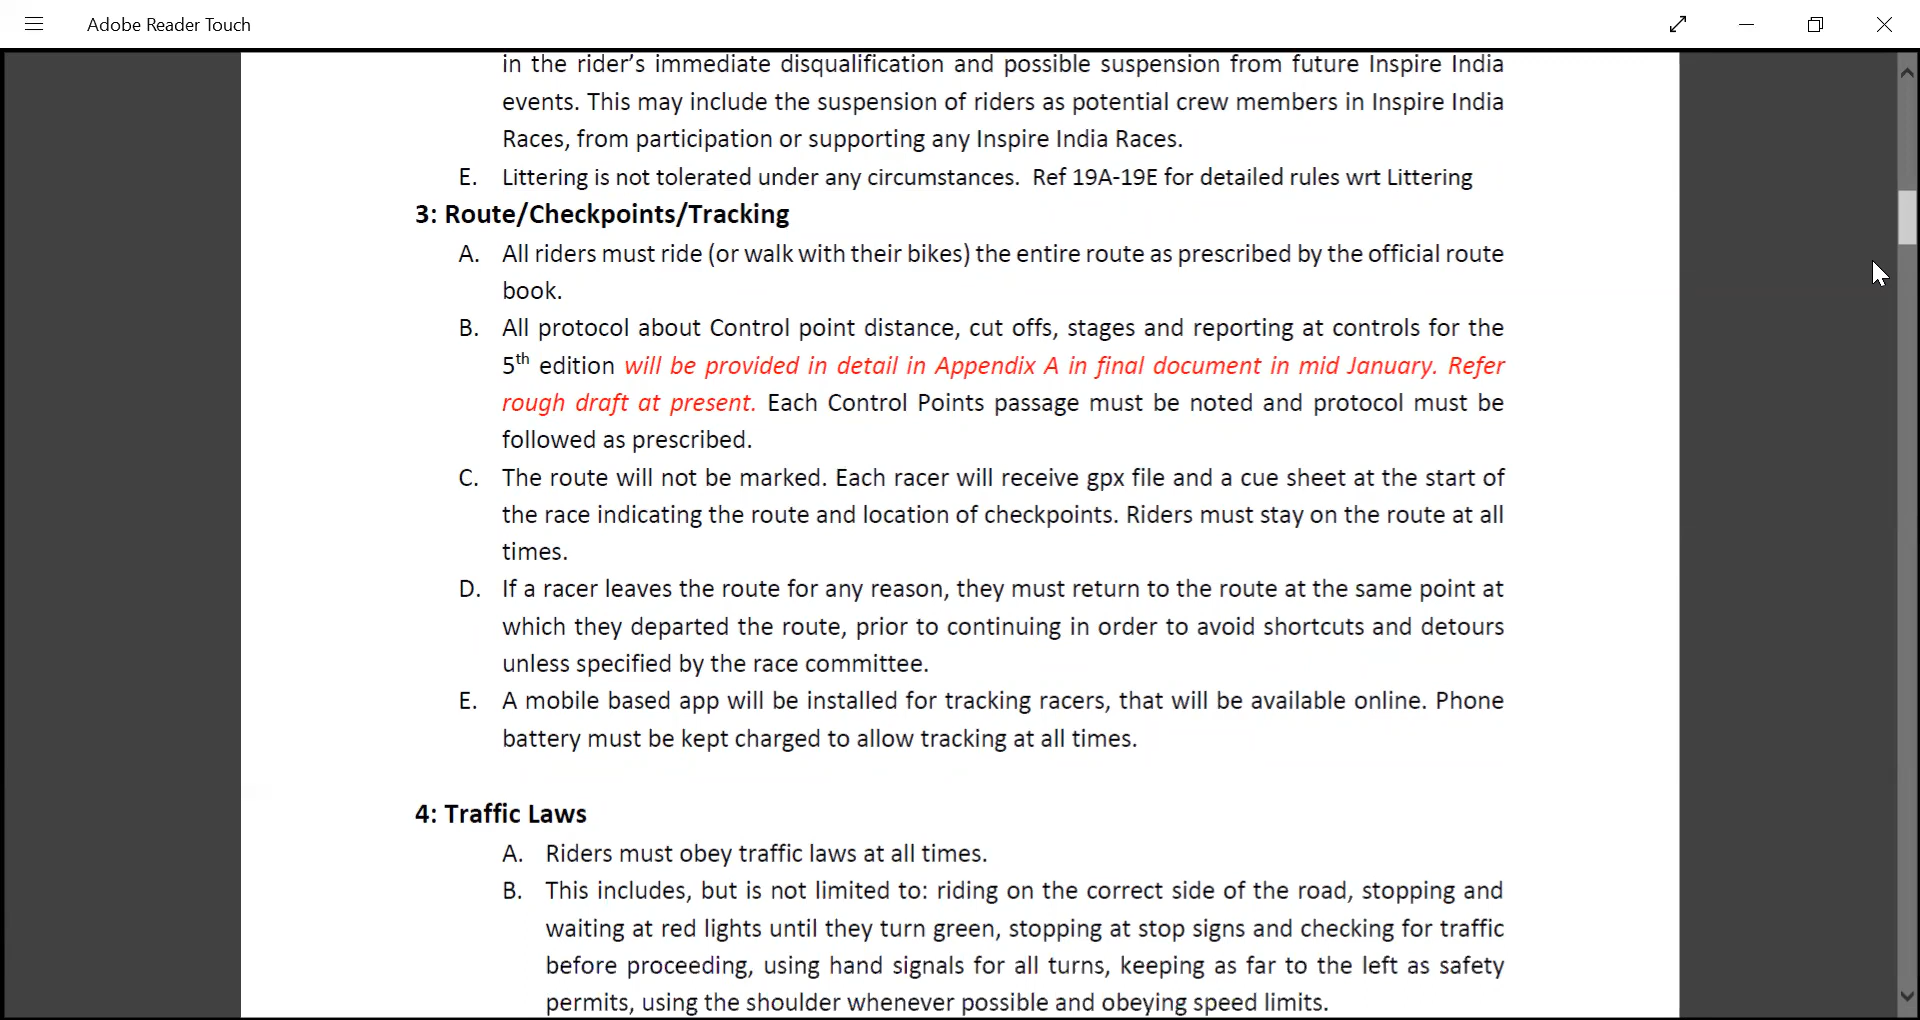 Adobe Reader Touch
in the rider’s immediate disqualification and possible suspension from future Inspire India
events. This may include the suspension of riders as potential crew members in Inspire India
Races, from participation or supporting any Inspire India Races.
E. Littering is not tolerated under any circumstances. Ref 19A-19E for detailed rules wrt Littering
3: Route/Checkpoints/Tracking
A. All riders must ride (or walk with their bikes) the entire route as prescribed by the official route
book.
B. All protocol about Control point distance, cut offs, stages and reporting at controls for the
5th edition will be provided in detail in Appendix A in final document in mid January. Refer
rough draft at present. Each Control Points passage must be noted and protocol must be
followed as prescribed.
C. The route will not be marked. Each racer will receive gpx file and a cue sheet at the start of
the race indicating the route and location of checkpoints. Riders must stay on the route at all
times.
D. If a racer leaves the route for any reason, they must return to the route at the same point at
which they departed the route, prior to continuing in order to avoid shortcuts and detours
unless specified by the race committee.
E. A mobile based app will be installed for tracking racers, that will be available online. Phone
battery must be kept charged to allow tracking at all times.
4: Traffic Laws
A. Riders must obey traffic laws at all times.
B. This includes, but is not limited to: riding on the correct side of the road, stopping and
waiting at red lights until they turn green, stopping at stop signs and checking for traffic
before proceeding, using hand signals for all turns, keeping as far to the left as safety
permits, using the shoulder whenever possible and obeying speed limits.